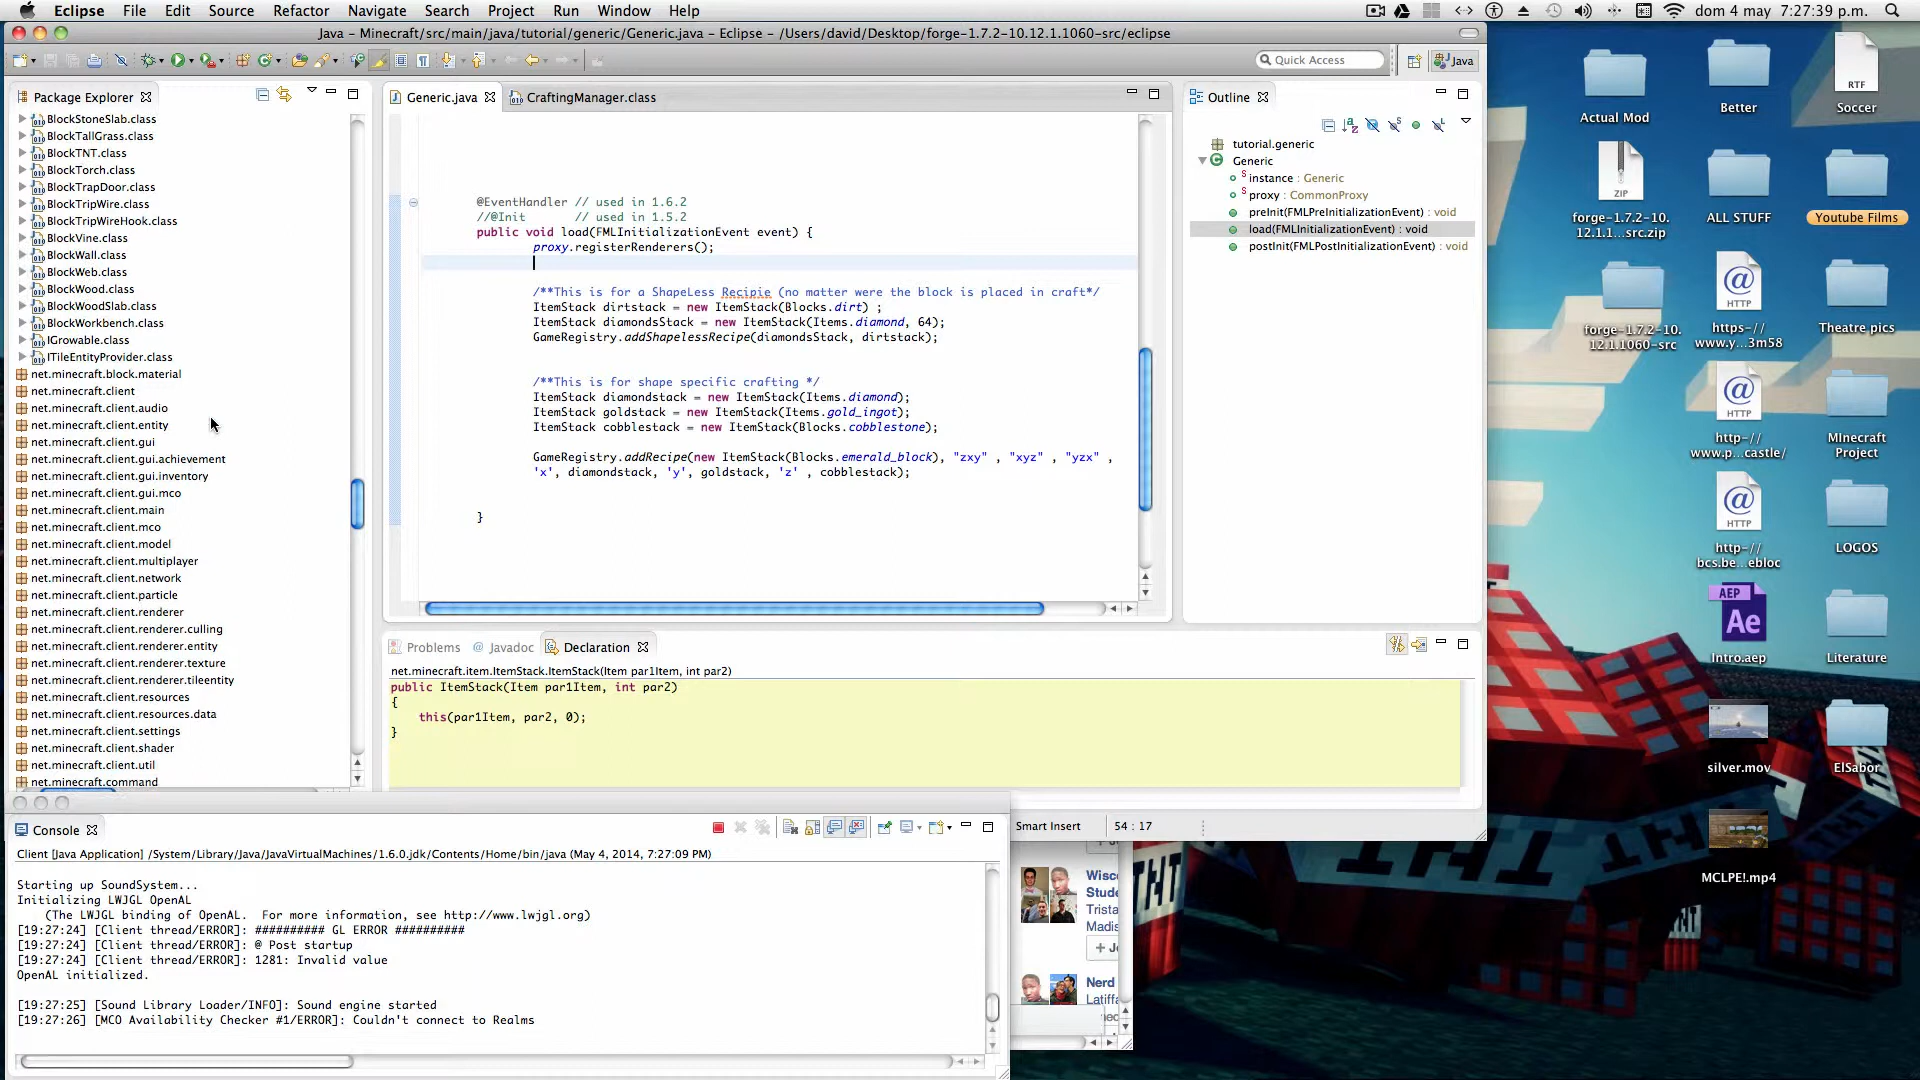 Eclipse File Edit View Source Refactor Navigate Search Project Run Window Help
dom 4 may 7:27:39 p.m.
Java – Minecraft/src/main/java/tutorial/generic/Generic.java – Eclipse – /Users/david/Desktop/forge-1.7.2-10.12.1.1060-src/eclipse
Quick Access
Java
Package Explorer
BlockStoneSlab.class
BlockTallGrass.class
BlockTNT.class
BlockTorch.class
BlockTrapDoor.class
BlockTripWire.class
BlockTripWireHook.class
BlockVine.class
BlockWall.class
BlockWeb.class
BlockWood.class
BlockWoodSlab.class
BlockWorkbench.class
IGrowable.class
ITileEntityProvider.class
net.minecraft.block.material
net.minecraft.client
net.minecraft.client.audio
net.minecraft.client.entity
net.minecraft.client.gui
net.minecraft.client.gui.achievement
net.minecraft.client.gui.inventory
net.minecraft.client.gui.mco
net.minecraft.client.main
net.minecraft.client.mco
net.minecraft.client.model
net.minecraft.client.multiplayer
net.minecraft.client.network
net.minecraft.client.particle
net.minecraft.client.renderer
net.minecraft.client.renderer.culling
net.minecraft.client.renderer.entity
net.minecraft.client.renderer.texture
net.minecraft.client.renderer.tileentity
net.minecraft.client.resources
net.minecraft.client.resources.data
net.minecraft.client.settings
net.minecraft.client.shader
net.minecraft.client.util
net.minecraft.command
Generic.java
CraftingManager.class
@EventHandler // used in 1.6.2
//@Init // used in 1.5.2
public void load(FMLInitializationEvent event) {
proxy.registerRenderers();
/**This is for a ShapeLess Recipie (no matter were the block is placed in craft*/
ItemStack dirtstack = new ItemStack(Blocks.dirt) ;
ItemStack diamondsStack = new ItemStack(Items.diamond, 64);
GameRegistry.addShapelessRecipe(diamondsStack, dirtstack);
/**This is for shape specific crafting */
ItemStack diamondstack = new ItemStack(Items.diamond);
ItemStack goldstack = new ItemStack(Items.gold_ingot);
ItemStack cobblestack = new ItemStack(Blocks.cobblestone);
GameRegistry.addRecipe(new ItemStack(Blocks.emerald_block), "zxy" , "xyz" , "yzx" ,
'x', diamondstack, 'y', goldstack, 'z' , cobblestack);
}
Outline
tutorial.generic
Generic
S instance : Generic
S proxy : CommonProxy
preInit(FMLPreInitializationEvent) : void
load(FMLInitializationEvent) : void
postInit(FMLPostInitializationEvent) : void
Problems
@ Javadoc
Declaration
net.minecraft.item.ItemStack.ItemStack(Item par1Item, int par2)
public ItemStack(Item par1Item, int par2)
{
this(par1Item, par2, 0);
}
Smart Insert
54 : 17
Console
Client [Java Application] /System/Library/Java/JavaVirtualMachines/1.6.0.jdk/Contents/Home/bin/java (May 4, 2014, 7:27:09 PM)
Starting up SoundSystem...
Initializing LWJGL OpenAL
(The LWJGL binding of OpenAL. For more information, see http://www.lwjgl.org)
[19:27:24] [Client thread/ERROR]: ########## GL ERROR ##########
[19:27:24] [Client thread/ERROR]: @ Post startup
[19:27:24] [Client thread/ERROR]: 1281: Invalid value
OpenAL initialized.
[19:27:25] [Sound Library Loader/INFO]: Sound engine started
[19:27:26] [MCO Availability Checker #1/ERROR]: Couldn't connect to Realms
Wisc
Stude
Trista
Madis
Nerd
Latiffa
Actual Mod
Better
RTF
Soccer
ZIP
forge-1.7.2-10.
12.1.1...src.zip
ALL STUFF
Youtube Films
forge-1.7.2-10.
12.1.1060-src
HTTP
https-//
www.y...3m58
Theatre pics
HTTP
http-//
www.p...castle/
MInecraft
Project
HTTP
http-//
bcs.be...ebloc
LOGOS
AEP
Ae
Intro.aep
Literature
silver.mov
ElSabor
MCLPE!.mp4